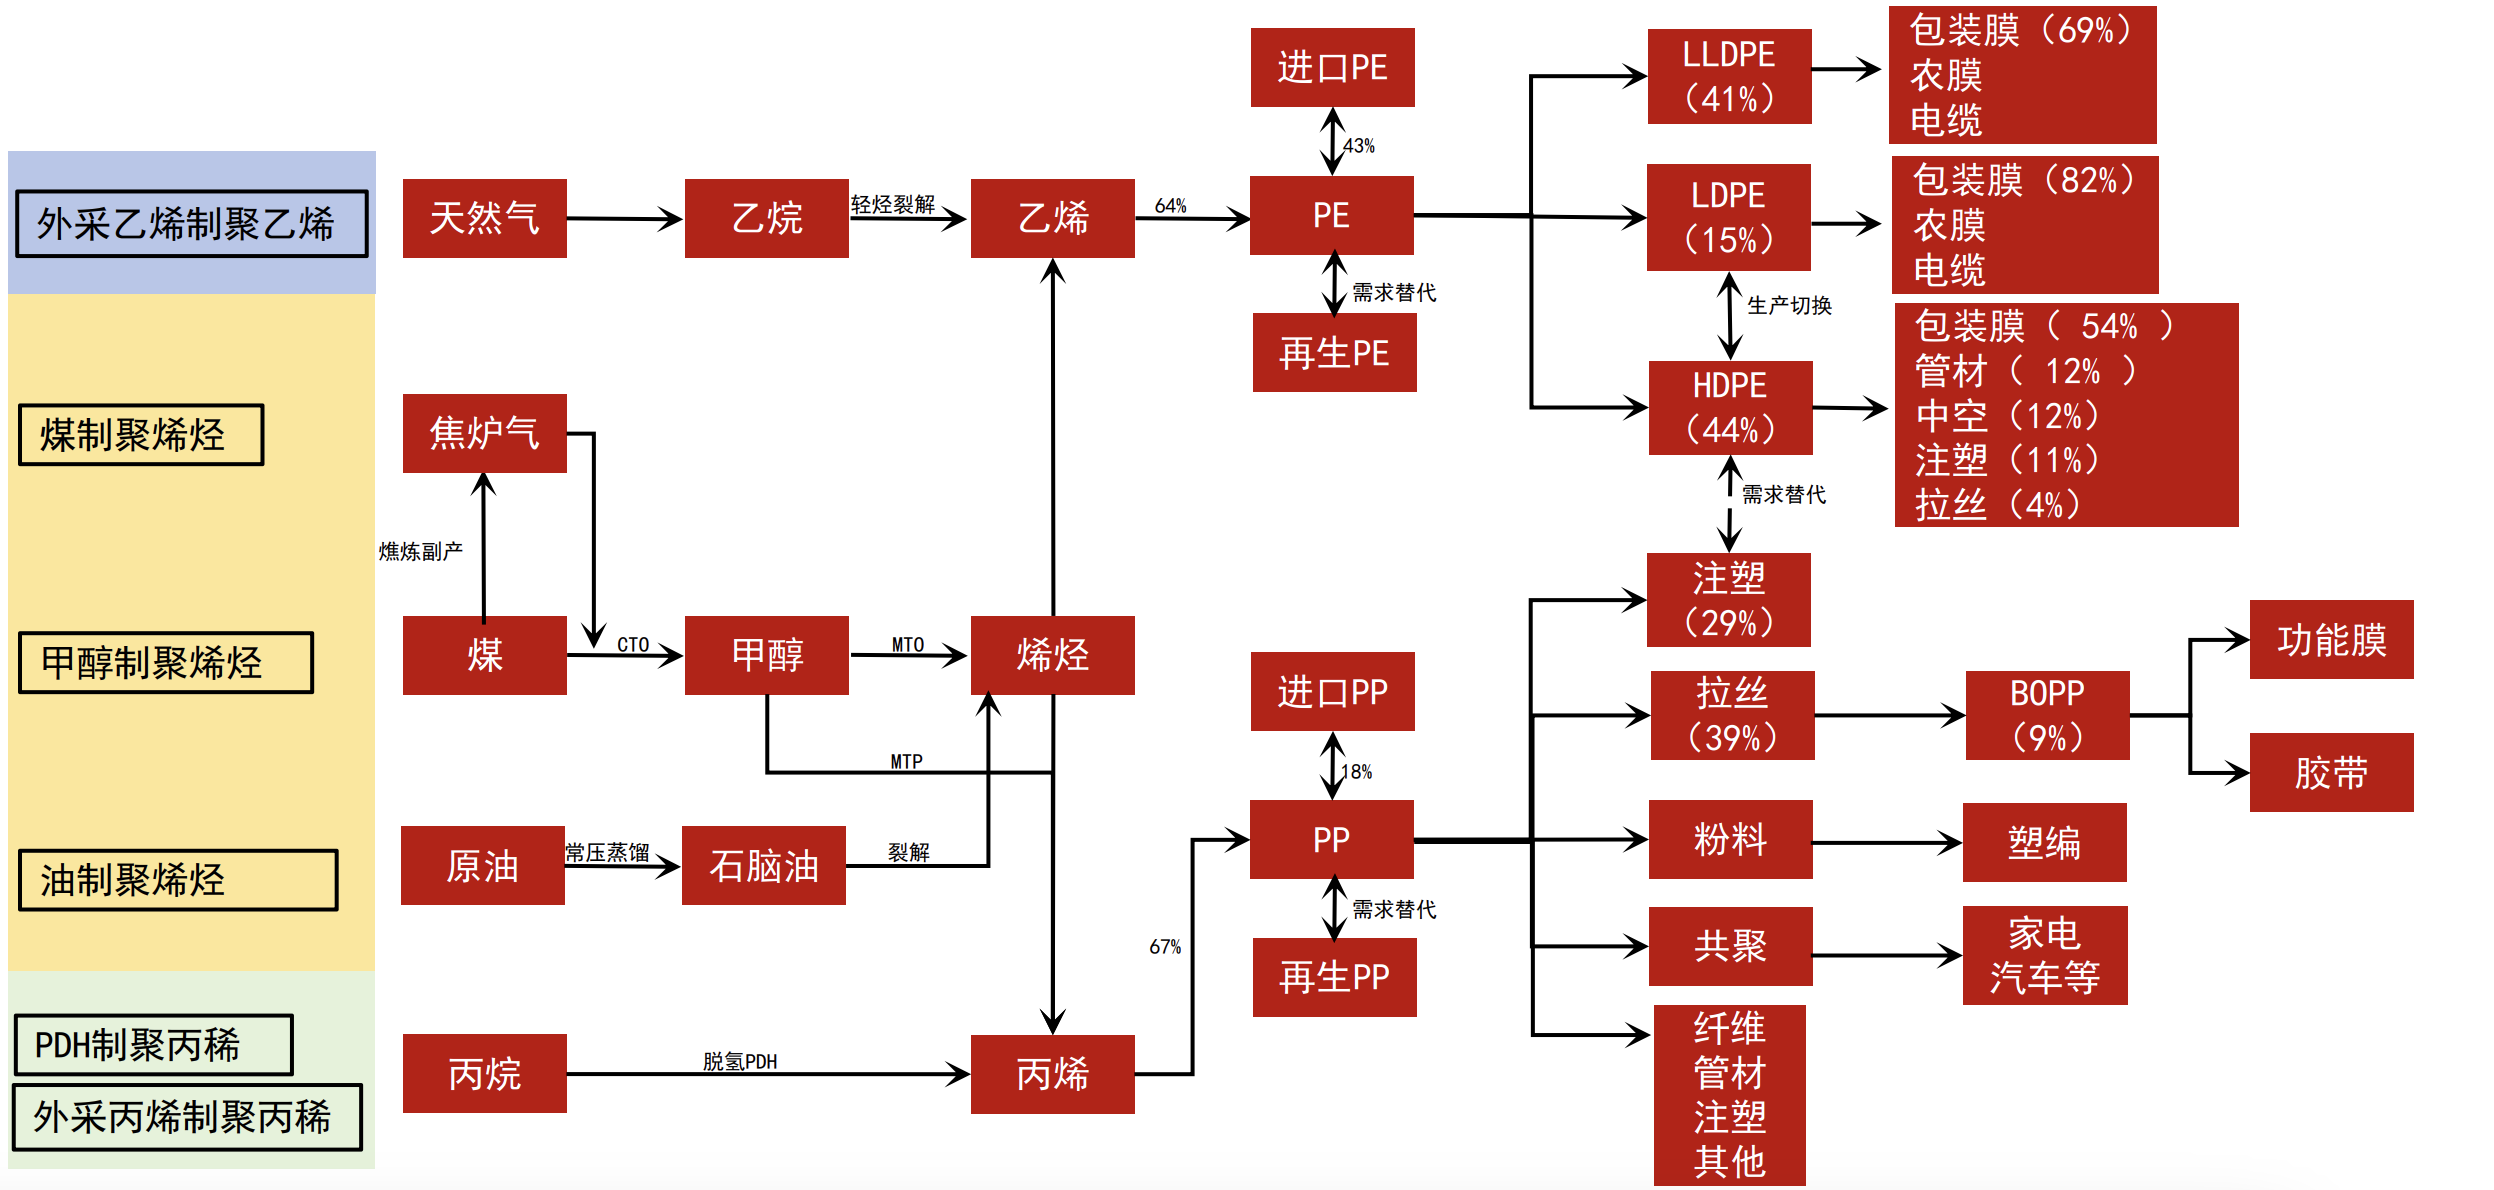 外采乙烯制聚乙烯
煤制聚烯烃
甲醇制聚烯烃
油制聚烯烃
PDH制聚丙稀
外采丙烯制聚丙稀
天然气
乙烷
轻烃裂解
乙烯
64%
焦炉气
煤
CTO
甲醇
MTO
烯烃
MTP
原油
常压蒸馏
石脑油
裂解
丙烷
脱氢PDH
丙烯
67%
进口PE
43%
PE
需求替代
再生PE
进口PP
18%
PP
需求替代
再生PP
LLDPE
（41%）
LDPE
（15%）
生产切换
HDPE
（44%）
需求替代
注塑
（29%）
拉丝
（39%）
粉料
共聚
纤维
管材
注塑
其他
包装膜（69%）
农膜
电缆
包装膜（82%）
农膜
电缆
包装膜（ 54% ）
管材（ 12% ）
中空（12%）
注塑（11%）
拉丝（4%）
BOPP
（9%）
塑编
家电
汽车等
功能膜
胶带